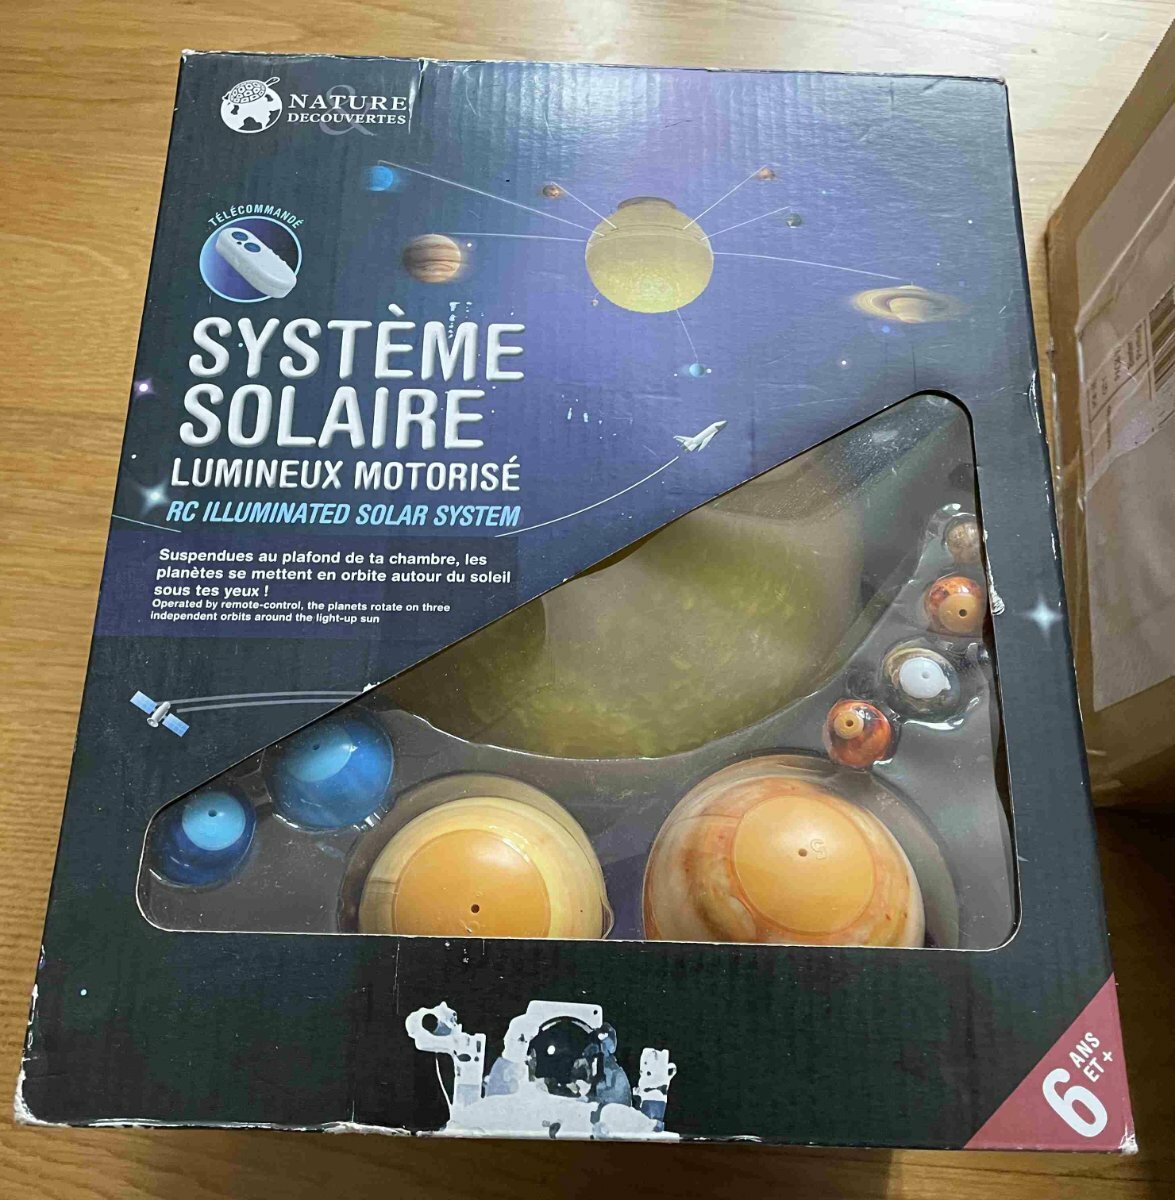 NATURE
&
DECOUVERTES
TÉLÉCOMMANDÉ
SYSTÈME
SOLAIRE
LUMINEUX MOTORISÉ
RC ILLUMINATED SOLAR SYSTEM
Suspendues au plafond de ta chambre, les
planètes se mettent en orbite autour du soleil
sous tes yeux !
Operated by remote-control, the planets rotate on three
independent orbits around the light-up sun
6 ANS
ET +